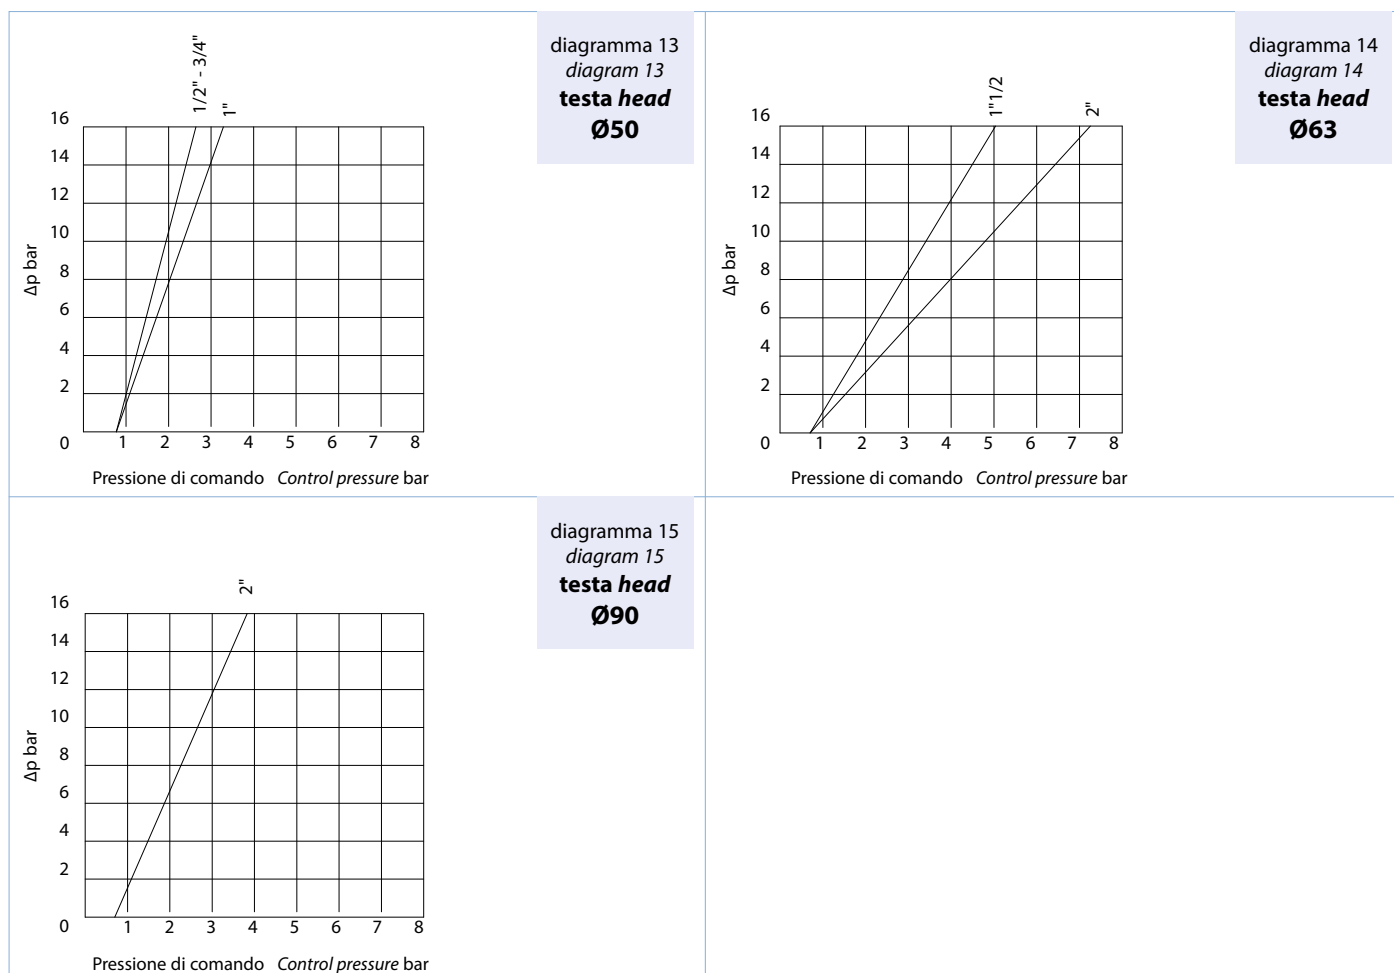 1/2" - 3/4"
1"
diagramma 13
diagram 13
testa head
Ø50
16
14
12
10
8
6
4
2
0
Δp bar
1 2 3 4 5 6 7 8
Pressione di comando Control pressure bar
1"1/2
2"
diagramma 14
diagram 14
testa head
Ø63
16
14
12
10
8
6
4
2
0
Δp bar
1 2 3 4 5 6 7 8
Pressione di comando Control pressure bar
2"
diagramma 15
diagram 15
testa head
Ø90
16
14
12
10
8
6
4
2
0
Δp bar
1 2 3 4 5 6 7 8
Pressione di comando Control pressure bar